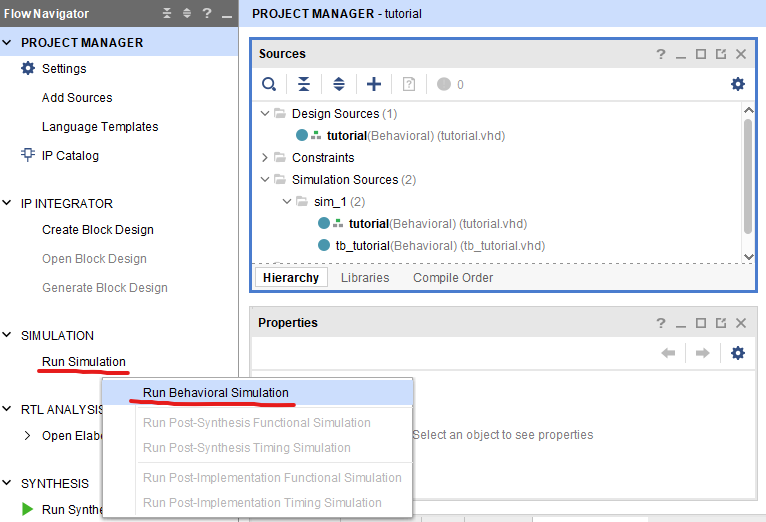 Flow Navigator
PROJECT MANAGER
Settings
Add Sources
Language Templates
IP Catalog
IP INTEGRATOR
Create Block Design
Open Block Design
Generate Block Design
SIMULATION
Run Simulation
RTL ANALYSIS
Open Elabo
SYNTHESIS
Run Synthe
Run Behavioral Simulation
Run Post-Synthesis Functional Simulation
Run Post-Synthesis Timing Simulation
Run Post-Implementation Functional Simulation
Run Post-Implementation Timing Simulation
PROJECT MANAGER - tutorial
Sources
0
Design Sources (1)
tutorial(Behavioral) (tutorial.vhd)
Constraints
Simulation Sources (2)
sim_1 (2)
tutorial(Behavioral) (tutorial.vhd)
tb_tutorial(Behavioral) (tb_tutorial.vhd)
Hierarchy Libraries Compile Order
Properties
Select an object to see properties